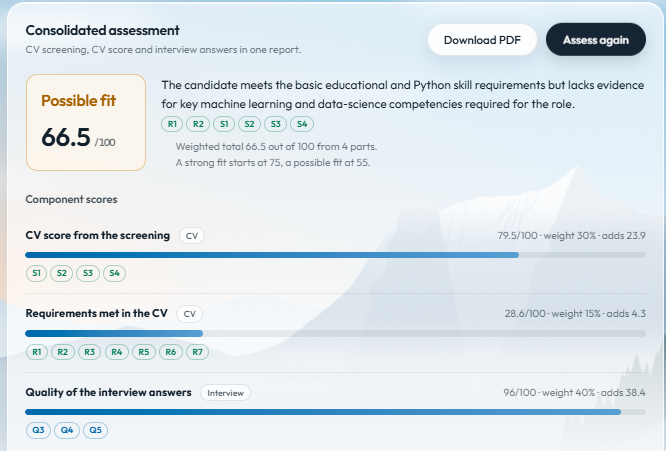 Consolidated assessment
CV screening, CV score and interview answers in one report.
Download PDF
Assess again
Possible fit
66.5 /100
The candidate meets the basic educational and Python skill requirements but lacks evidence
for key machine learning and data-science competencies required for the role.
R1 R2 S1 S2 S3 S4
Weighted total 66.5 out of 100 from 4 parts.
A strong fit starts at 75, a possible fit at 55.
Component scores
CV score from the screening CV 79.5/100 · weight 30% · adds 23.9
S1 S2 S3 S4
Requirements met in the CV CV 28.6/100 · weight 15% · adds 4.3
R1 R2 R3 R4 R5 R6 R7
Quality of the interview answers Interview 96/100 · weight 40% · adds 38.4
Q3 Q4 Q5